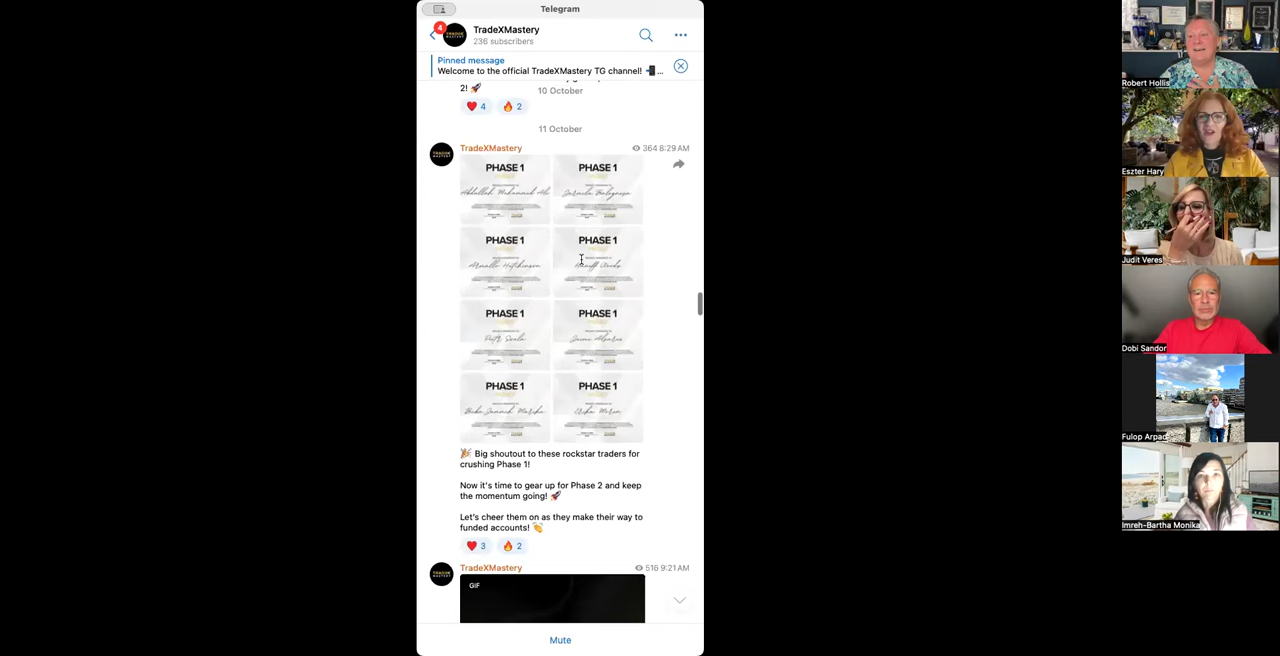 Telegram
4
TradeXMastery
236 subscribers
Pinned message
Welcome to the official TradeXMastery TG channel! 📲...
2! 🚀
10 October
❤️ 4 🔥 2
11 October
TradeXMastery 364 8:29 AM
PHASE 1 PHASE 1
PHASE 1 PHASE 1
PHASE 1 PHASE 1
PHASE 1 PHASE 1
🎉 Big shoutout to these rockstar traders for
crushing Phase 1!
Now it's time to gear up for Phase 2 and keep
the momentum going! 🚀
Let's cheer them on as they make their way to
funded accounts! 👏
❤️ 3 🔥 2
TradeXMastery 516 9:21 AM
GIF
Mute
Robert Hollis
Eszter Hary
Judit Veres
Dobi Sandor
Fulop Arpad
Imreh-Bartha Monika